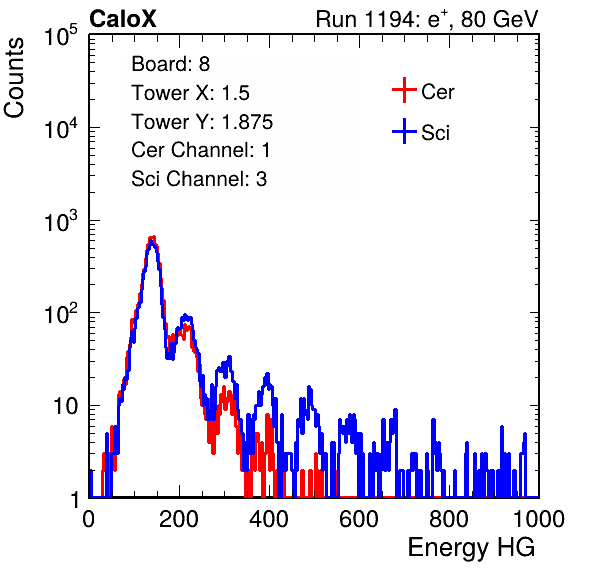 CaloX Run 1194: e⁺, 80 GeV
Counts
10⁵
10⁴
10³
10²
10
1
Board: 8
Tower X: 1.5
Tower Y: 1.875
Cer Channel: 1
Sci Channel: 3
Cer
Sci
0 200 400 600 800 1000
Energy HG